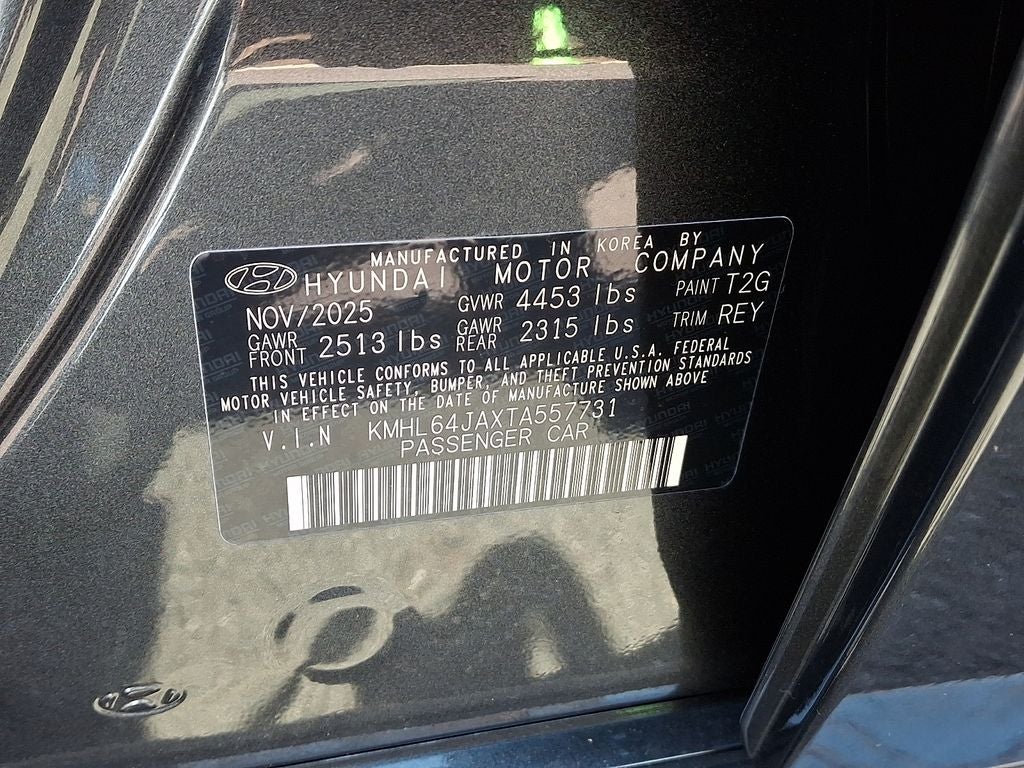 MANUFACTURED IN KOREA BY
HYUNDAI MOTOR COMPANY
NOV/2025 GVWR 4453 lbs PAINT T2G
GAWR FRONT 2513 lbs GAWR REAR 2315 lbs TRIM REY
THIS VEHICLE CONFORMS TO ALL APPLICABLE U.S.A. FEDERAL
MOTOR VEHICLE SAFETY, BUMPER, AND THEFT PREVENTION STANDARDS
IN EFFECT ON THE DATE OF MANUFACTURE SHOWN ABOVE
V.I.N KMHL64JAXTA557731
PASSENGER CAR